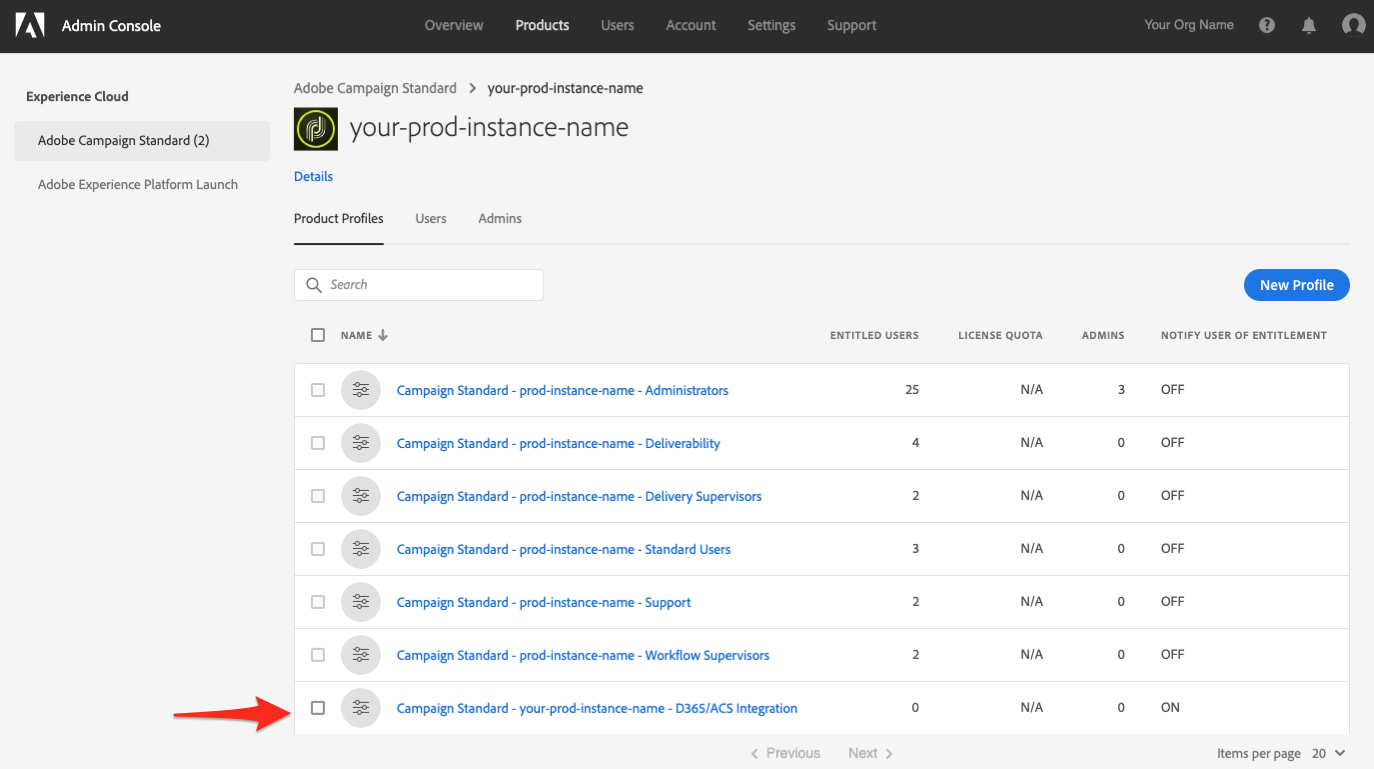 Admin Console Overview Products Users Account Settings Support Your Org Name
Experience Cloud
Adobe Campaign Standard (2)
Adobe Experience Platform Launch
Adobe Campaign Standard > your-prod-instance-name
your-prod-instance-name
Details
Product Profiles Users Admins
Search
New Profile
NAME ENTITLED USERS LICENSE QUOTA ADMINS NOTIFY USER OF ENTITLEMENT
Campaign Standard - prod-instance-name - Administrators 25 N/A 3 OFF
Campaign Standard - prod-instance-name - Deliverability 4 N/A 0 OFF
Campaign Standard - prod-instance-name - Delivery Supervisors 2 N/A 0 OFF
Campaign Standard - prod-instance-name - Standard Users 3 N/A 0 OFF
Campaign Standard - prod-instance-name - Support 2 N/A 0 OFF
Campaign Standard - prod-instance-name - Workflow Supervisors 2 N/A 0 OFF
Campaign Standard - your-prod-instance-name - D365/ACS Integration 0 N/A 0 ON
Previous Next Items per page 20